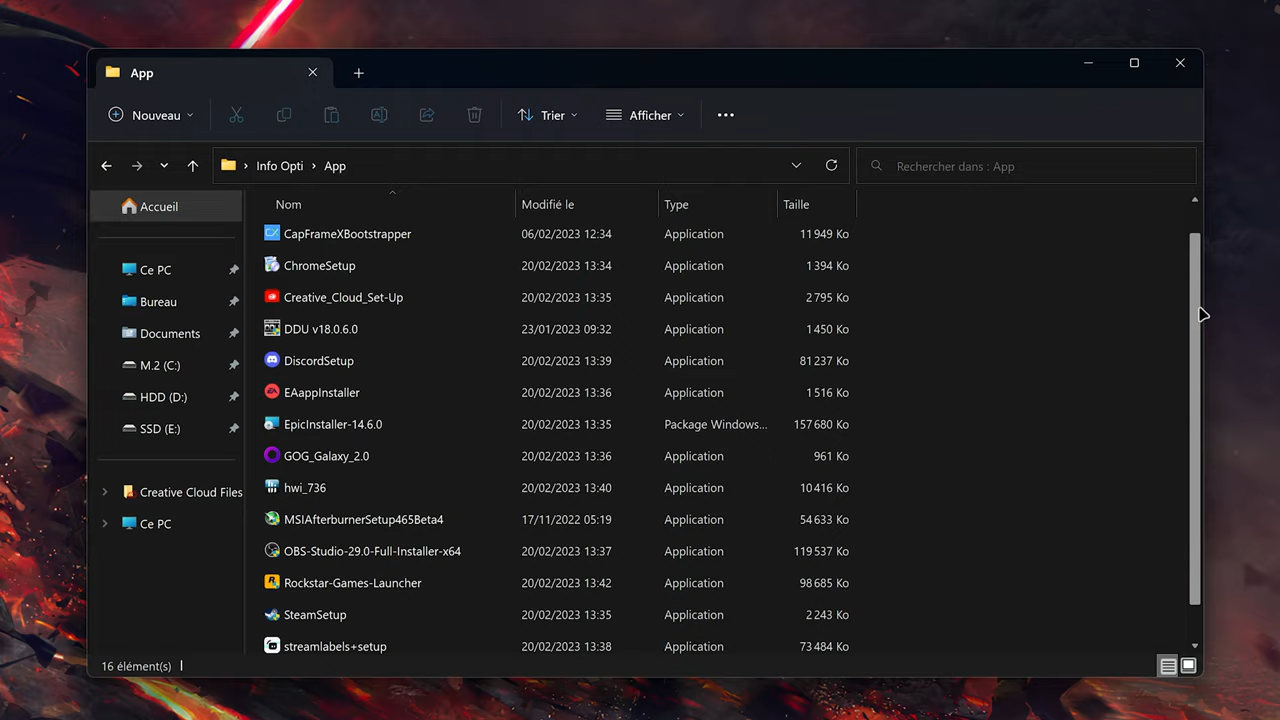 App
Nouveau
Trier
Afficher
Info Opti
App
Rechercher dans : App
Nom Modifié le Type Taille
Accueil
Ce PC
Bureau
Documents
M.2 (C:)
HDD (D:)
SSD (E:)
Creative Cloud Files
Ce PC
CapFrameXBootstrapper 06/02/2023 12:34 Application 11 949 Ko
ChromeSetup 20/02/2023 13:34 Application 1 394 Ko
Creative_Cloud_Set-Up 20/02/2023 13:35 Application 2 795 Ko
DDU v18.0.6.0 23/01/2023 09:32 Application 1 450 Ko
DiscordSetup 20/02/2023 13:39 Application 81 237 Ko
EAappInstaller 20/02/2023 13:36 Application 1 516 Ko
EpicInstaller-14.6.0 20/02/2023 13:35 Package Windows... 157 680 Ko
GOG_Galaxy_2.0 20/02/2023 13:36 Application 961 Ko
hwi_736 20/02/2023 13:40 Application 10 416 Ko
MSIAfterburnerSetup465Beta4 17/11/2022 05:19 Application 54 633 Ko
OBS-Studio-29.0-Full-Installer-x64 20/02/2023 13:37 Application 119 537 Ko
Rockstar-Games-Launcher 20/02/2023 13:42 Application 98 685 Ko
SteamSetup 20/02/2023 13:35 Application 2 243 Ko
streamlabels+setup 20/02/2023 13:38 Application 73 484 Ko
16 élément(s)